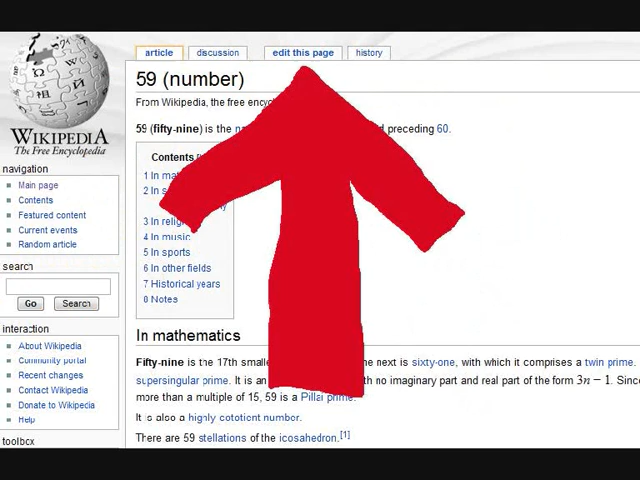 article discussion edit this page history
WIKIPEDIA
The Free Encyclopedia
navigation
Main page
Contents
Featured content
Current events
Random article
search
Go Search
interaction
About Wikipedia
Community portal
Recent changes
Contact Wikipedia
Donate to Wikipedia
Help
toolbox
59 (number)
From Wikipedia, the free
59 (fifty-nine) is the preceding 60.
Contents
1 In
2 In
3 In
4 In music
5 In sports
6 In other fields
7 Historical years
8 Notes
In mathematics
Fifty-nine is the 17th next is sixty-one, with which it comprises a twin prime.
supersingular prime. It is an no imaginary part and real part of the form 3n − 1. Since
more than a multiple of 15, 59 is a Pillai prime.
It is also a highly cototient number.
There are 59 stellations of the icosahedron.[1]